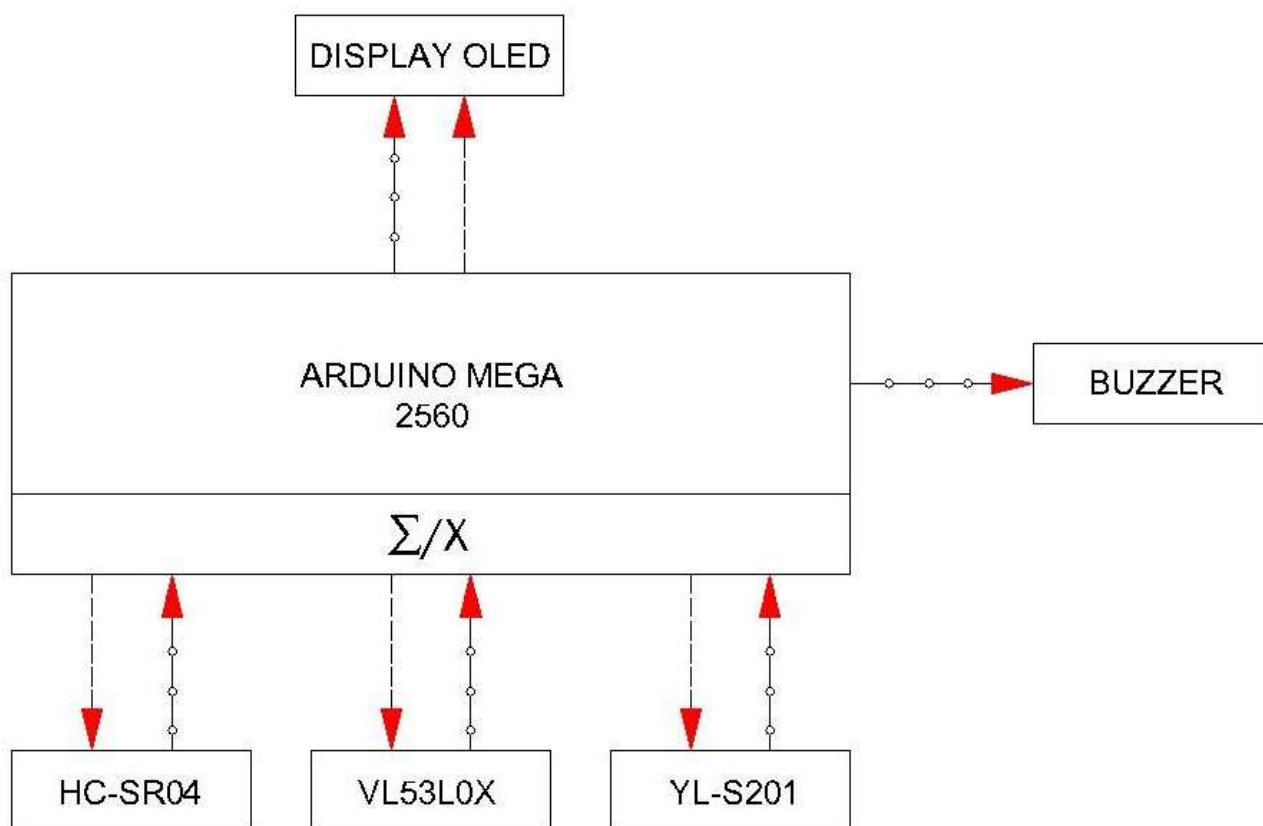 DISPLAY OLED
ARDUINO MEGA
2560
BUZZER
Σ/X
HC-SR04
VL53L0X
YL-S201